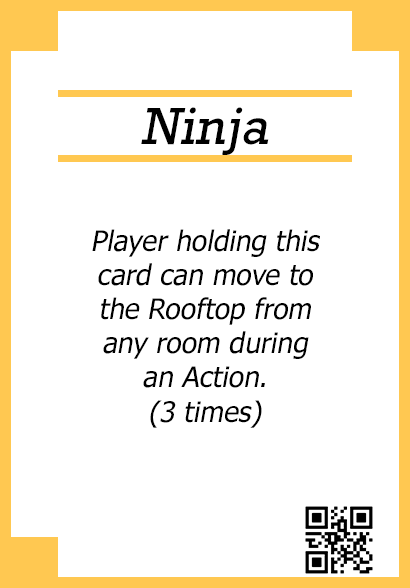 Ninja
Player holding this
card can move to
the Rooftop from
any room during
an Action.
(3 times)